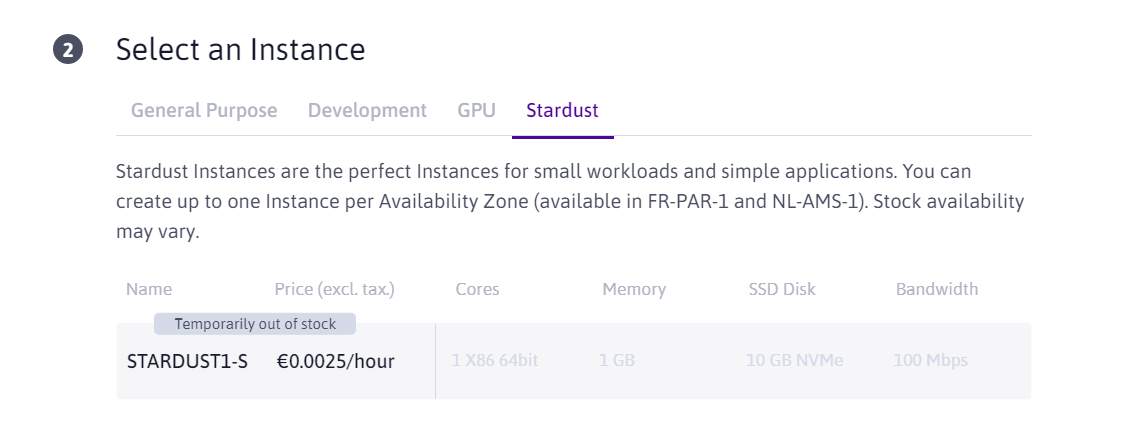 2 Select an Instance
General Purpose Development GPU Stardust
Stardust Instances are the perfect Instances for small workloads and simple applications. You can
create up to one Instance per Availability Zone (available in FR-PAR-1 and NL-AMS-1). Stock availability
may vary.
Name Price (excl. tax.) Cores Memory SSD Disk Bandwidth
Temporarily out of stock
STARDUST1-S €0.0025/hour 1 X86 64bit 1 GB 10 GB NVMe 100 Mbps